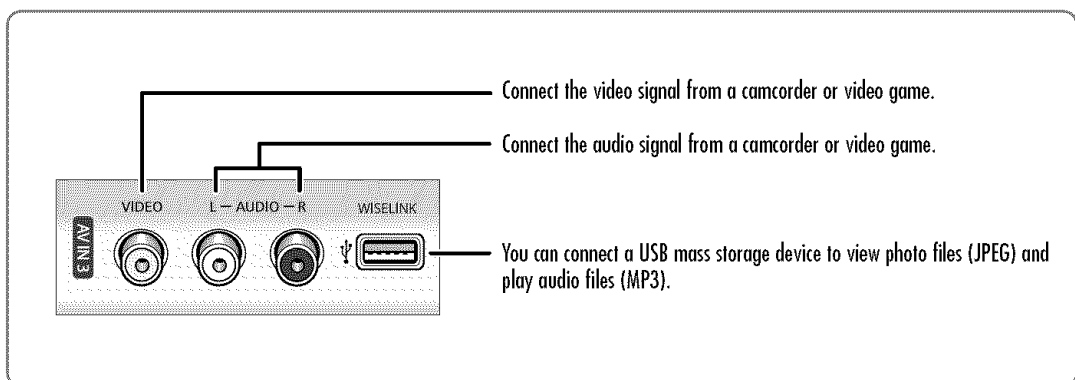 Connect the video signal from a camcorder or video game.
Connect the audio signal from a camcorder or video game.
VIDEO L – AUDIO – R WISELINK
AV IN 3
You can connect a USB mass storage device to view photo files (JPEG) and
play audio files (MP3).